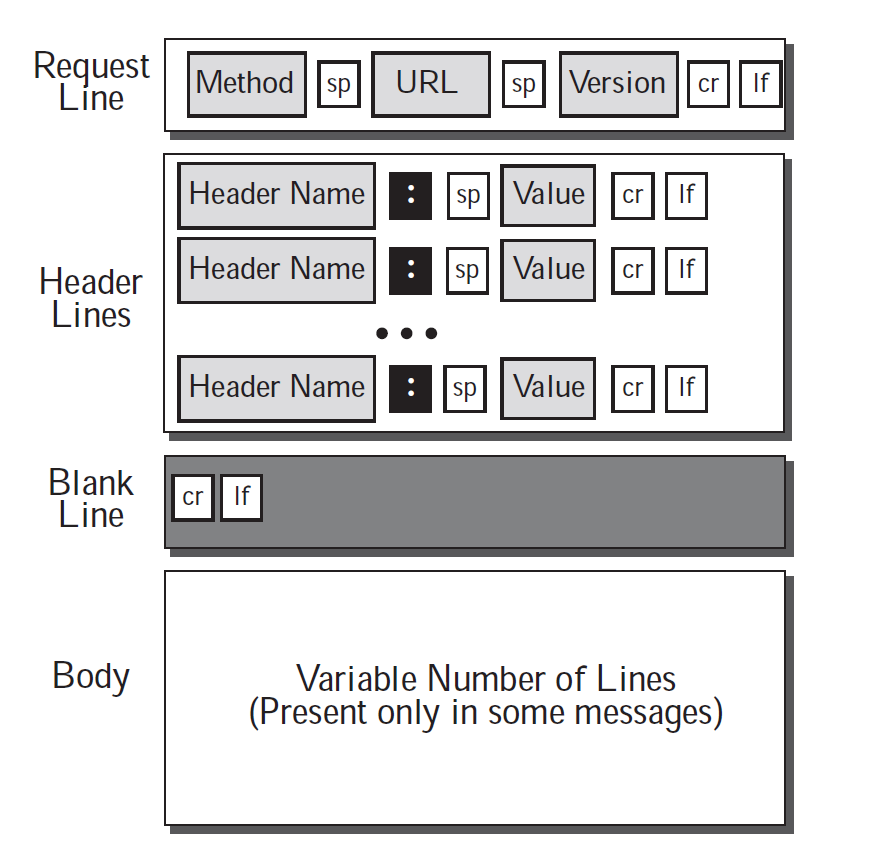 Request
Line
Method sp URL sp Version cr lf
Header
Lines
Header Name : sp Value cr lf
Header Name : sp Value cr lf
•••
Header Name : sp Value cr lf
Blank
Line
cr lf
Body
Variable Number of Lines
(Present only in some messages)